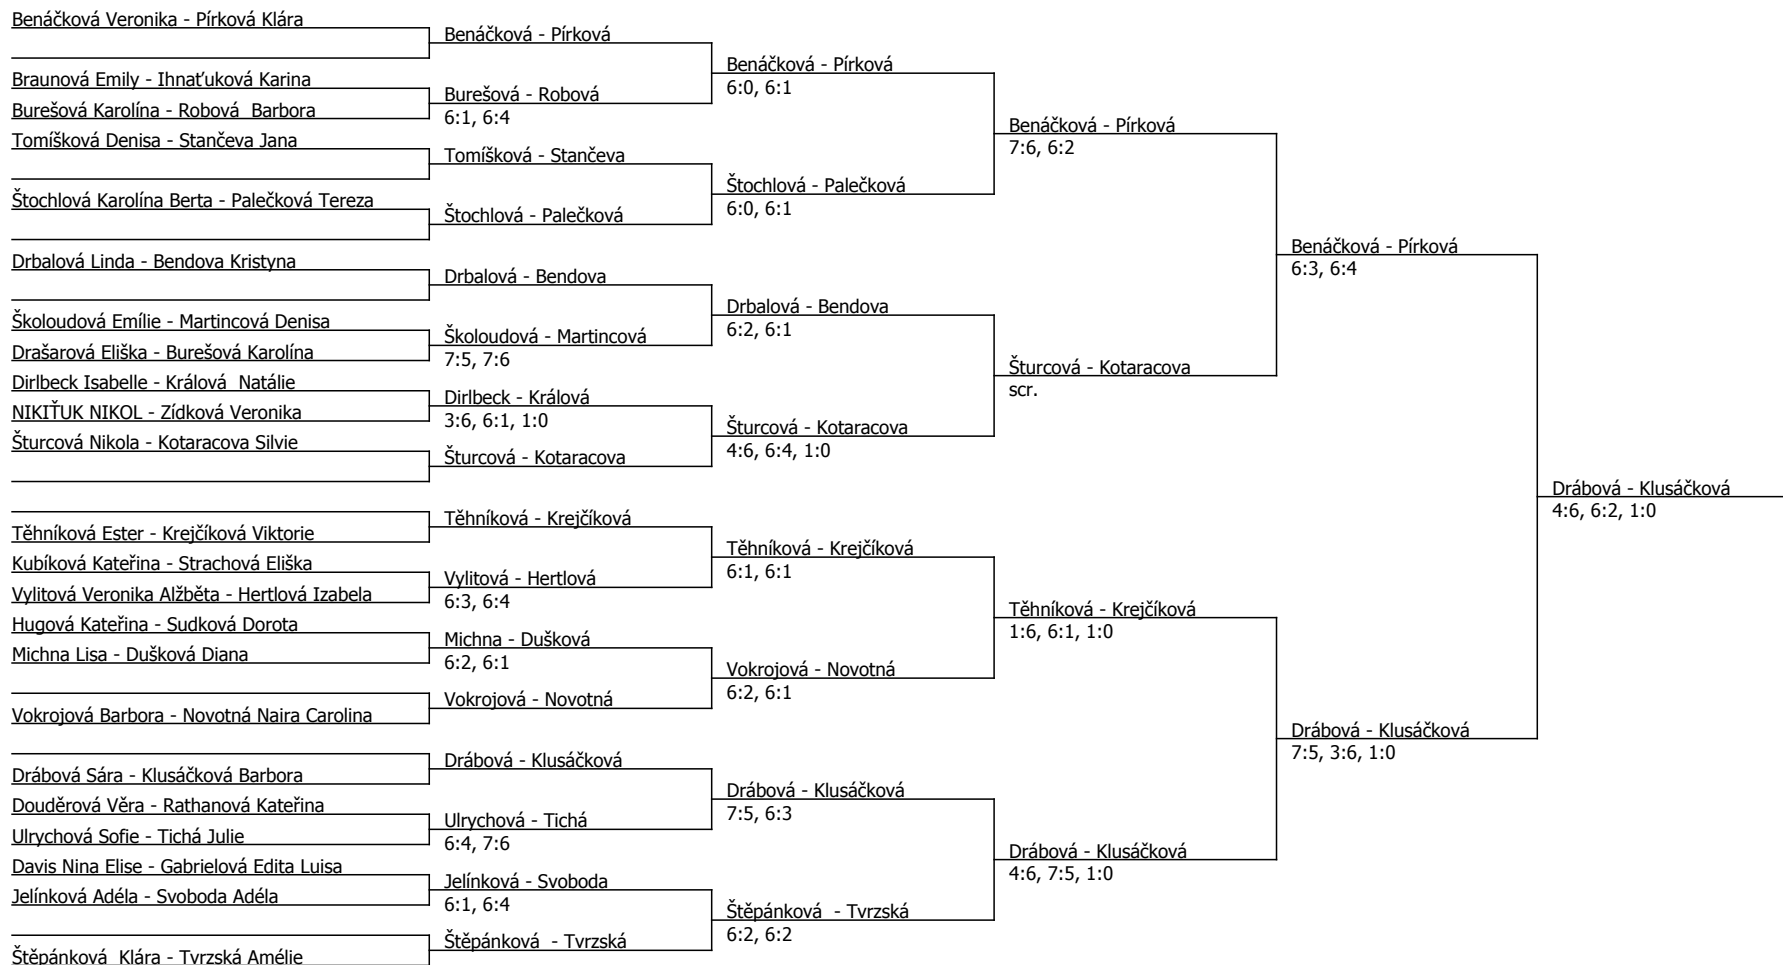 Benáčková Veronika - Pírková Klára
Braunová Emily - Ihnaťuková Karina
Burešová Karolína - Robová  Barbora
Tomíšková Denisa - Stančeva Jana
Štochlová Karolína Berta - Palečková Tereza
Drbalová Linda - Bendova Kristyna
Školoudová Emílie - Martincová Denisa
Drašarová Eliška - Burešová Karolína
Dirlbeck Isabelle - Králová  Natálie
NIKIŤUK NIKOL - Zídková Veronika
Šturcová Nikola - Kotaracova Silvie
Těhníková Ester - Krejčíková Viktorie
Kubíková Kateřina - Strachová Eliška
Vylitová Veronika Alžběta - Hertlová Izabela
Hugová Kateřina - Sudková Dorota
Michna Lisa - Dušková Diana
Vokrojová Barbora - Novotná Naira Carolina
Drábová Sára - Klusáčková Barbora
Douděrová Věra - Rathanová Kateřina
Ulrychová Sofie - Tichá Julie
Davis Nina Elise - Gabrielová Edita Luisa
Jelínková Adéla - Svoboda Adéla
Štěpánková  Klára - Tvrzská Amélie
Benáčková - Pírková
Burešová - Robová
6:1, 6:4
Tomíšková - Stančeva
Štochlová - Palečková
Drbalová - Bendova
Školoudová - Martincová
7:5, 7:6
Dirlbeck - Králová
3:6, 6:1, 1:0
Šturcová - Kotaracova
Těhníková - Krejčíková
Vylitová - Hertlová
6:3, 6:4
Michna - Dušková
6:2, 6:1
Vokrojová - Novotná
Drábová - Klusáčková
Ulrychová - Tichá
6:4, 7:6
Jelínková - Svoboda
6:1, 6:4
Štěpánková  - Tvrzská
Benáčková - Pírková
6:0, 6:1
Štochlová - Palečková
6:0, 6:1
Drbalová - Bendova
6:2, 6:1
Šturcová - Kotaracova
4:6, 6:4, 1:0
Těhníková - Krejčíková
6:1, 6:1
Vokrojová - Novotná
6:2, 6:1
Drábová - Klusáčková
7:5, 6:3
Štěpánková  - Tvrzská
6:2, 6:2
Benáčková - Pírková
7:6, 6:2
Šturcová - Kotaracova
scr.
Těhníková - Krejčíková
1:6, 6:1, 1:0
Drábová - Klusáčková
4:6, 7:5, 1:0
Benáčková - Pírková
6:3, 6:4
Drábová - Klusáčková
7:5, 3:6, 1:0
Drábová - Klusáčková
4:6, 6:2, 1:0